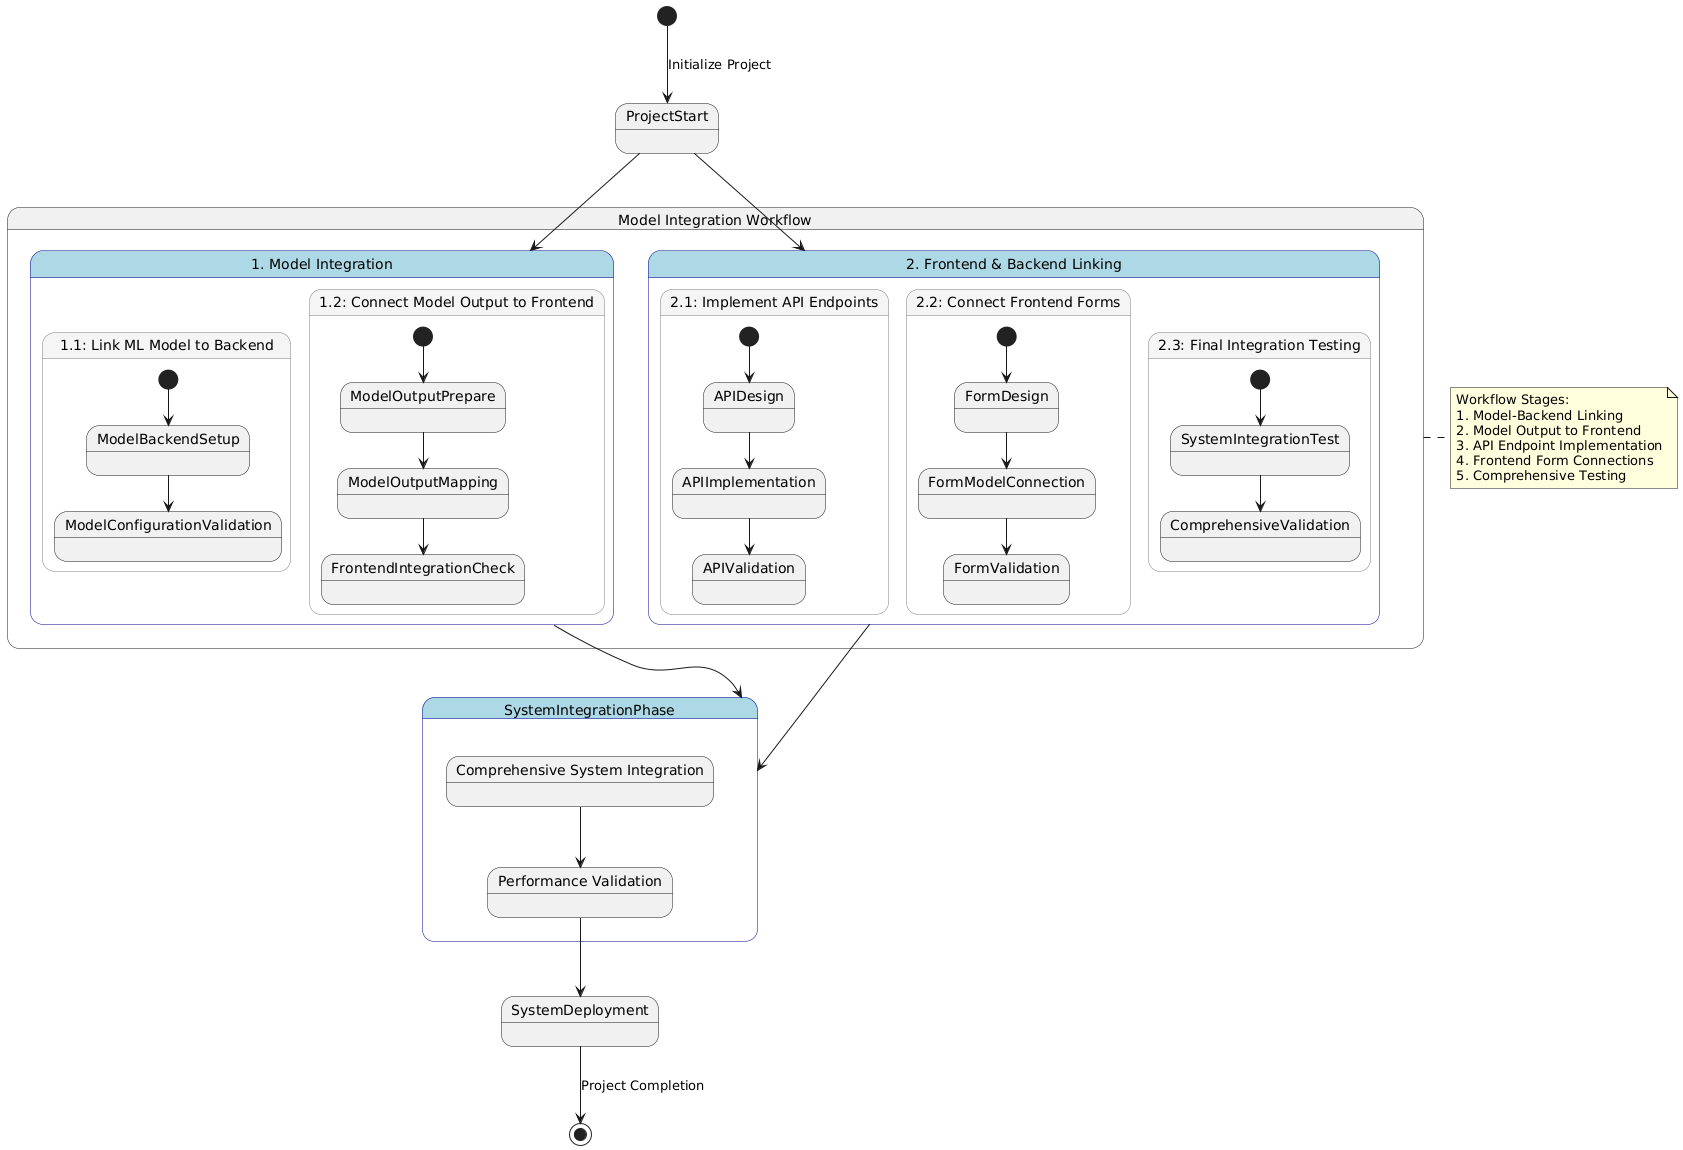 Initialize Project
ProjectStart
Model Integration Workflow
1. Model Integration
2. Frontend & Backend Linking
1.1: Link ML Model to Backend
ModelBackendSetup
ModelConfigurationValidation
1.2: Connect Model Output to Frontend
ModelOutputPrepare
ModelOutputMapping
FrontendIntegrationCheck
2.1: Implement API Endpoints
APIDesign
APIImplementation
APIValidation
2.2: Connect Frontend Forms
FormDesign
FormModelConnection
FormValidation
2.3: Final Integration Testing
SystemIntegrationTest
ComprehensiveValidation
Workflow Stages:
1. Model-Backend Linking
2. Model Output to Frontend
3. API Endpoint Implementation
4. Frontend Form Connections
5. Comprehensive Testing
SystemIntegrationPhase
Comprehensive System Integration
Performance Validation
SystemDeployment
Project Completion